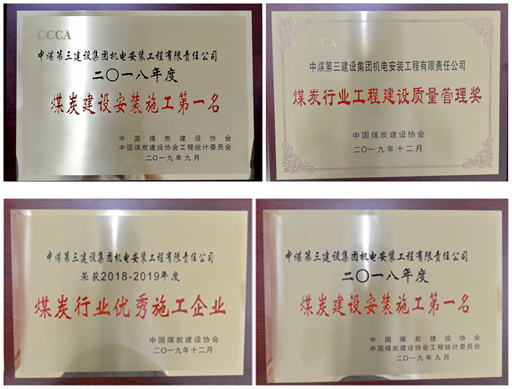 CCCA
中煤第三建设集团机电安装工程有限责任公司
二〇一八年度
煤炭建设安装施工第一名
中国煤炭建设协会
中国煤炭建设协会工程统计委员会
二〇一九年九月
CCCA
中煤第三建设集团机电安装工程有限责任公司
煤炭行业工程建设质量管理奖
中国煤炭建设协会
二〇一九年十二月
中煤第三建设集团机电安装工程有限责任公司
荣获2018-2019年度
煤炭行业优秀施工企业
中国煤炭建设协会
二〇一九年十二月
中煤第三建设集团机电安装工程有限责任公司
二〇一八年度
煤炭建设安装施工第一名
中国煤炭建设协会
中国煤炭建设协会工程统计委员会
二〇一九年九月